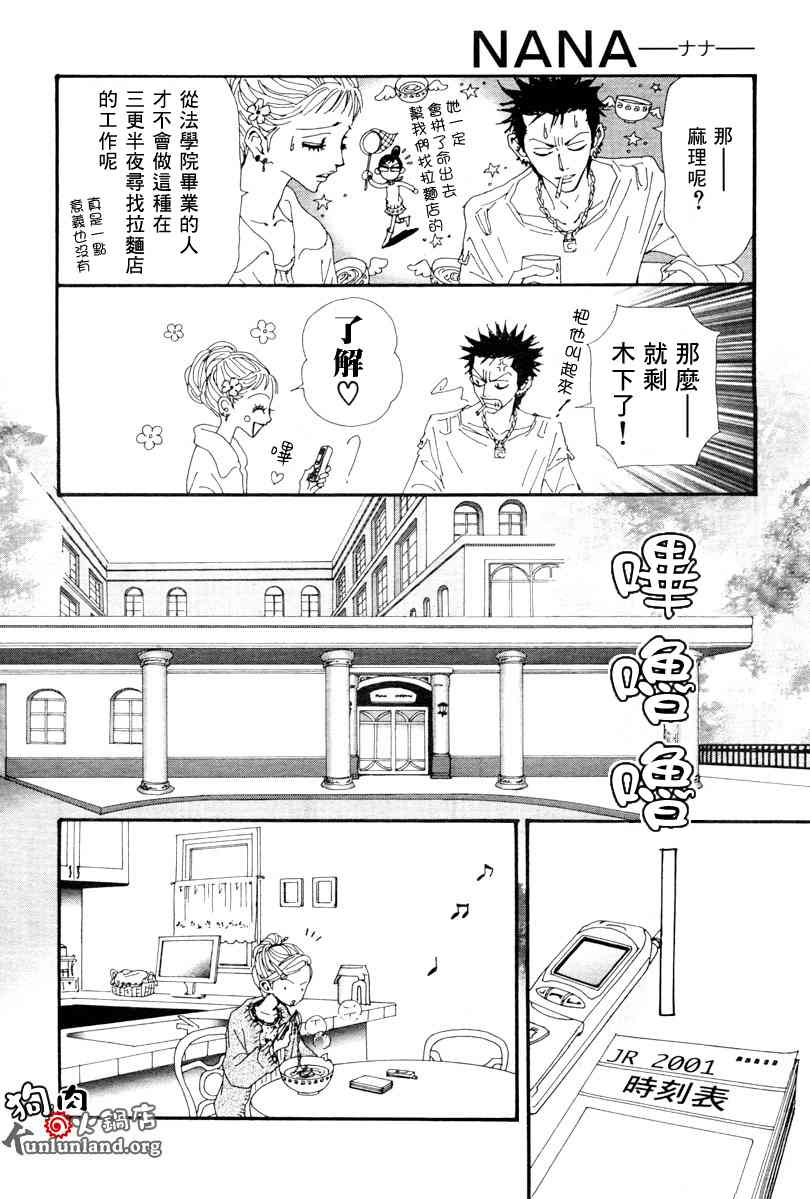 NANA —ナナ—
那——
麻理呢？
她一定
會拼了命出去
幫我們找拉麵店的
從法學院畢業的人
才不會做這種在
三更半夜尋找拉麵店
的工作呢
真是一點
意義也沒有
那麼——
就剩
木下了！
把他叫起來！
了解♡
嗶♡
嗶嚕嚕
JR 2001
時刻表
狗肉
火鍋店
Kunlunland.org